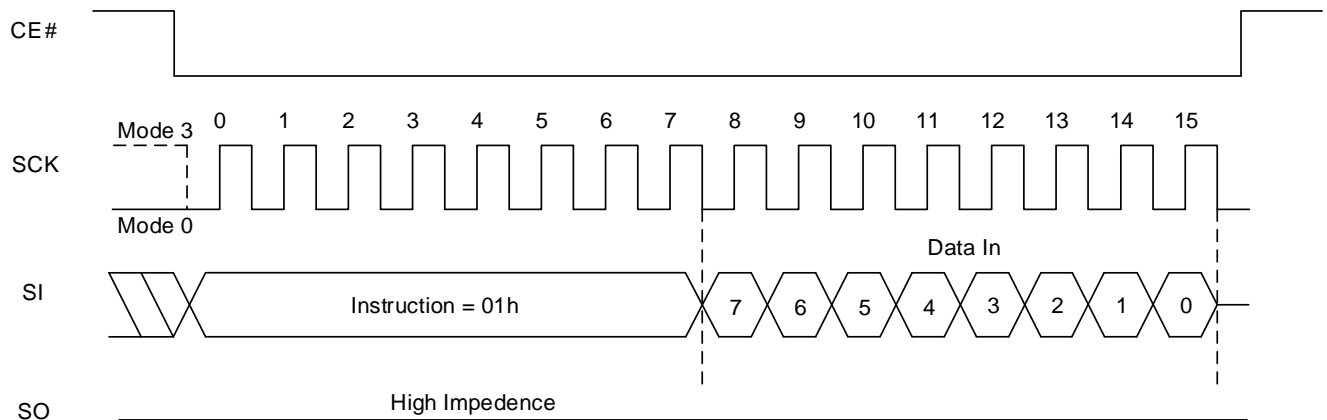 CE#
0 1 2 3 4 5 6 7 8 9 10 11 12 13 14 15
Mode 3
SCK
Mode 0
Data In
SI
Instruction = 01h 7 6 5 4 3 2 1 0
High Impedence
SO